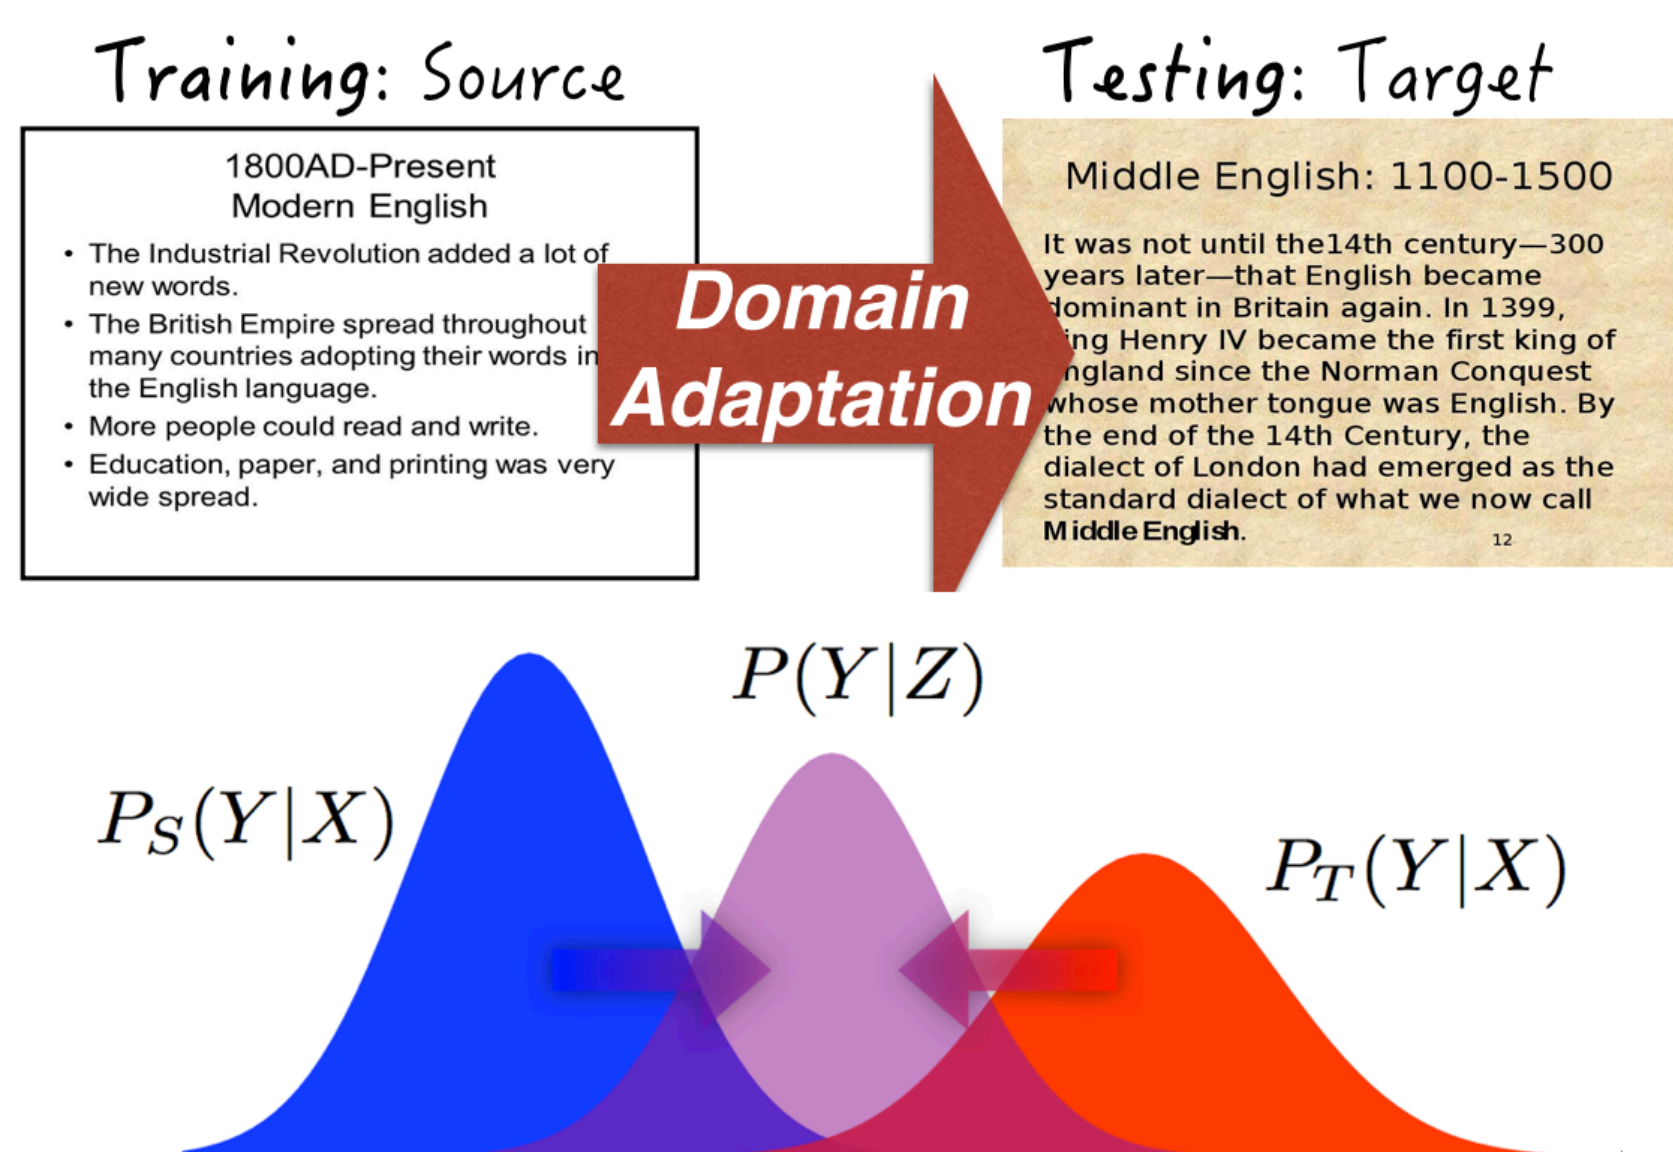 Training: Source
1800AD-Present
Modern English
• The Industrial Revolution added a lot of
new words.
• The British Empire spread throughout
many countries adopting their words in
the English language.
• More people could read and write.
• Education, paper, and printing was very
wide spread.
Domain
Adaptation
Testing: Target
Middle English: 1100-1500
It was not until the14th century—300
years later—that English became
dominant in Britain again. In 1399,
King Henry IV became the first king of
England since the Norman Conquest
whose mother tongue was English. By
the end of the 14th Century, the
dialect of London had emerged as the
standard dialect of what we now call
Middle English.
12
P(Y|Z)
P_S(Y|X)
P_T(Y|X)